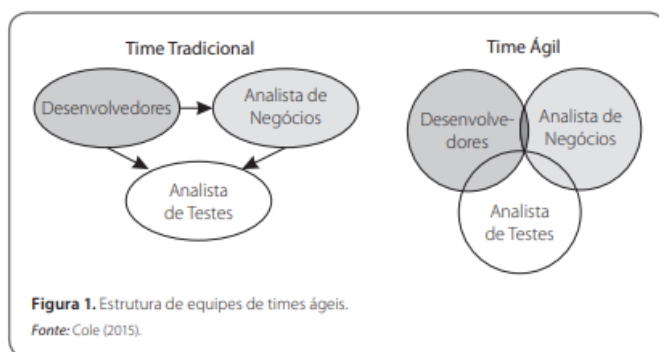 Time Tradicional
Desenvolvedores
Analista de
Negócios
Analista
de Testes
Time Ágil
Desenvolve-
dores
Analista de
Negócios
Analista
de Testes
Figura 1. Estrutura de equipes de times ágeis.
Fonte: Cole (2015).